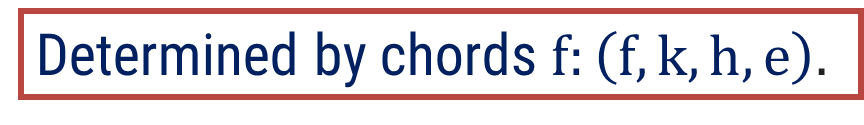 Determined by chords f: (f, k, h, e).